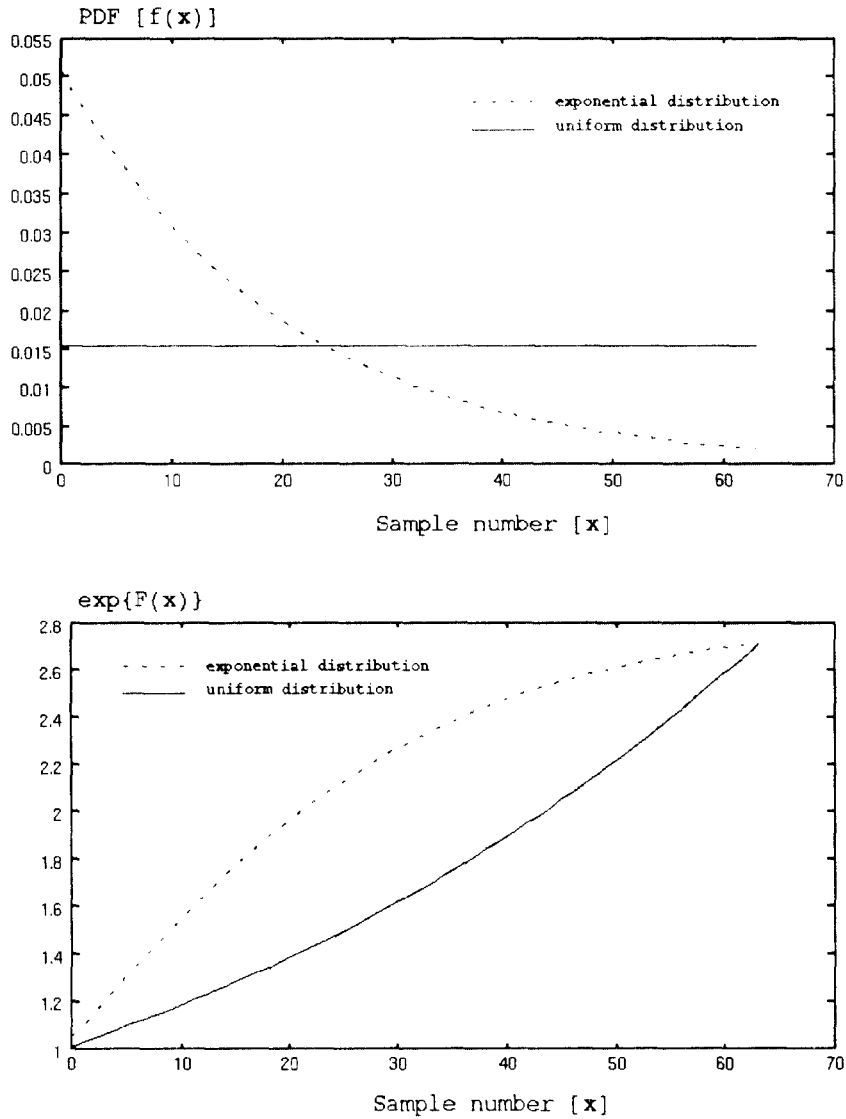 PDF [f(x)]
0.055
0.05
0.045
0.04
0.035
0.03
0.025
0.02
0.015
0.01
0.005
0
exponential distribution
uniform distribution
0 10 20 30 40 50 60 70
Sample number [x]
exp{F(x)}
2.8
2.6
2.4
2.2
2
1.8
1.6
1.4
1.2
1
exponential distribution
uniform distribution
0 10 20 30 40 50 60 70
Sample number [x]